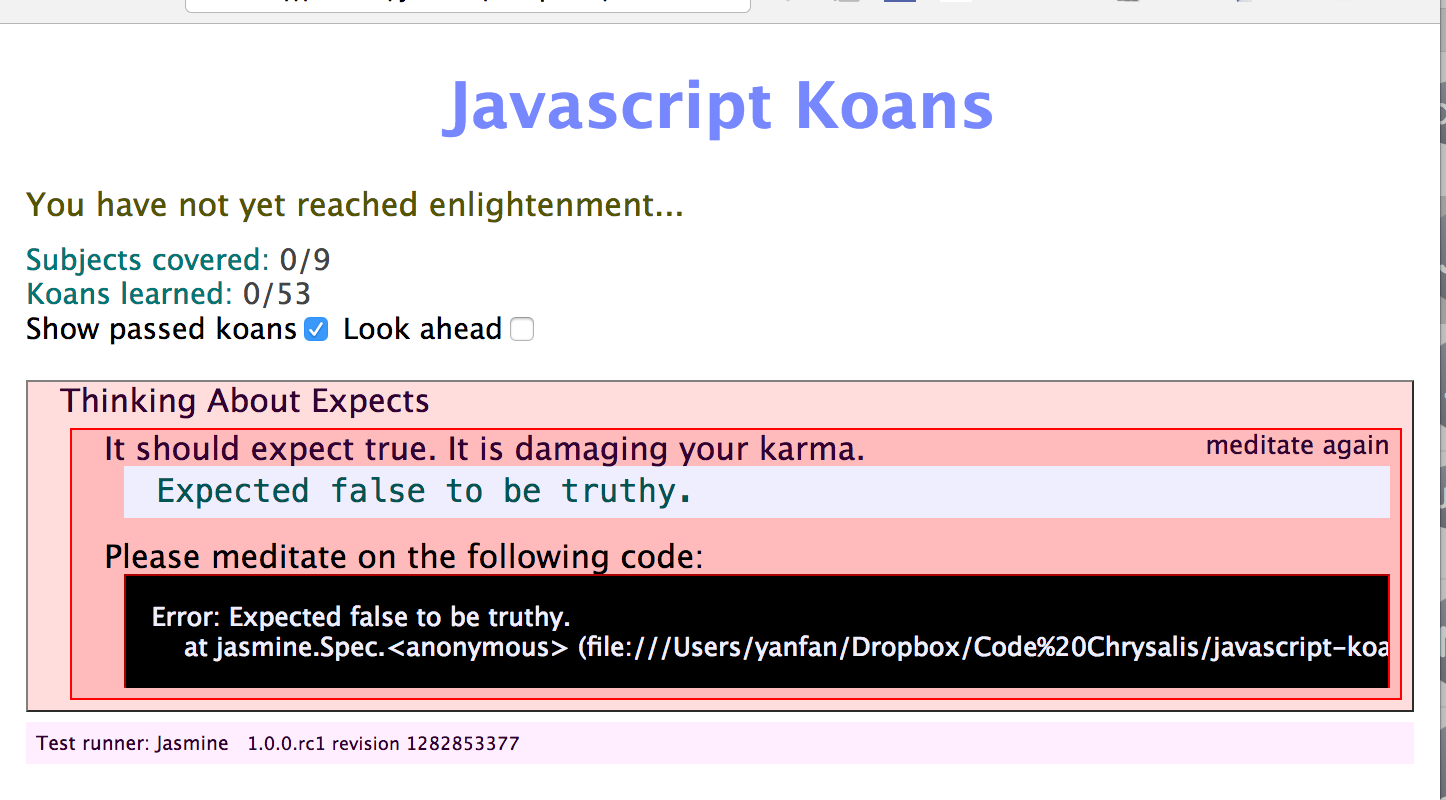 Javascript Koans
You have not yet reached enlightenment...
Subjects covered: 0/9
Koans learned: 0/53
Show passed koans Look ahead
Thinking About Expects
It should expect true. It is damaging your karma. meditate again
Expected false to be truthy.
Please meditate on the following code:
Error: Expected false to be truthy.
at jasmine.Spec.<anonymous> (file:///Users/yanfan/Dropbox/Code%20Chrysalis/javascript-koa
Test runner: Jasmine 1.0.0.rc1 revision 1282853377